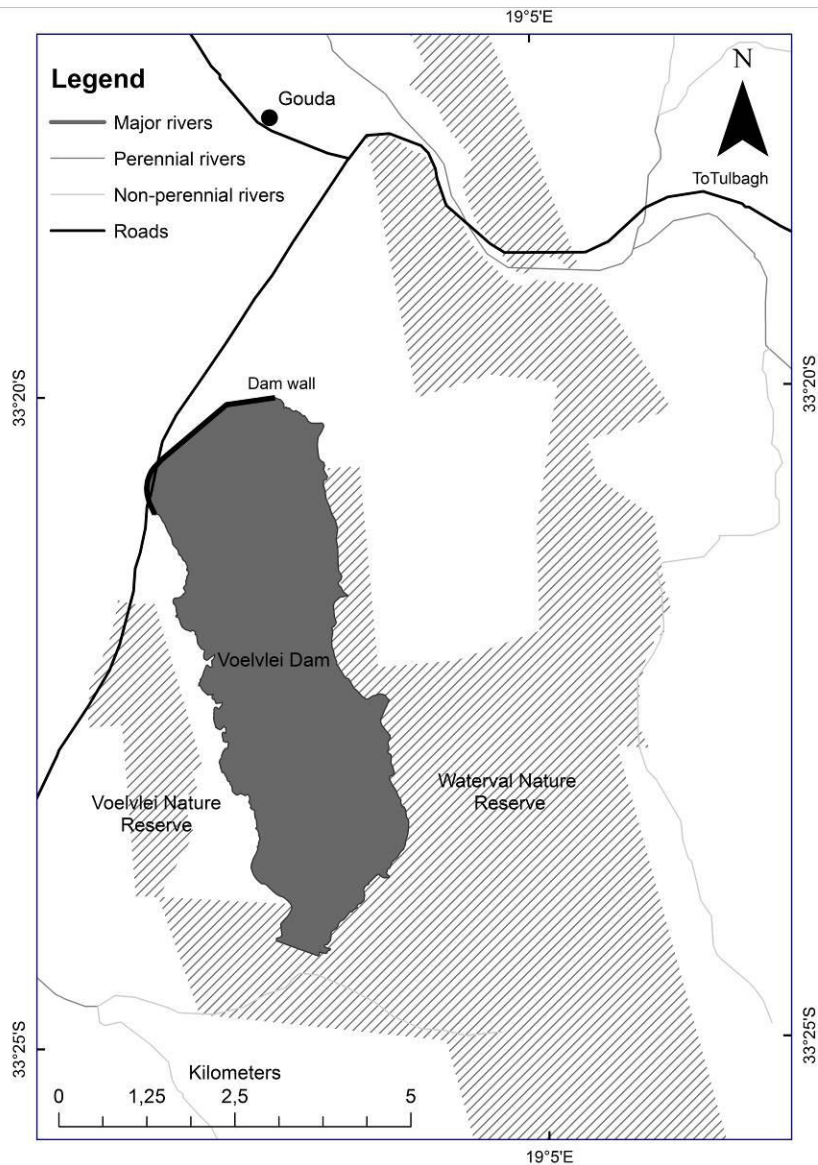 19°5'E
N
Legend
Major rivers
Perennial rivers
Non-perennial rivers
Roads
Gouda
ToTulbagh
33°20'S
33°20'S
Dam wall
Voelvlei Dam
Voelvlei Nature
Reserve
Waterval Nature
Reserve
33°25'S
33°25'S
Kilometers
0 1,25 2,5 5
19°5'E